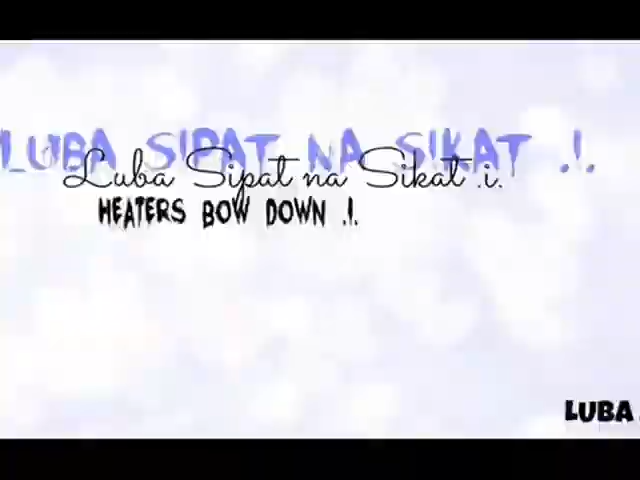 LUBA SIPAT NA SIKAT .!.
Luba Sipat na Sikat .i.
HEATERS BOW DOWN .!.
LUBA